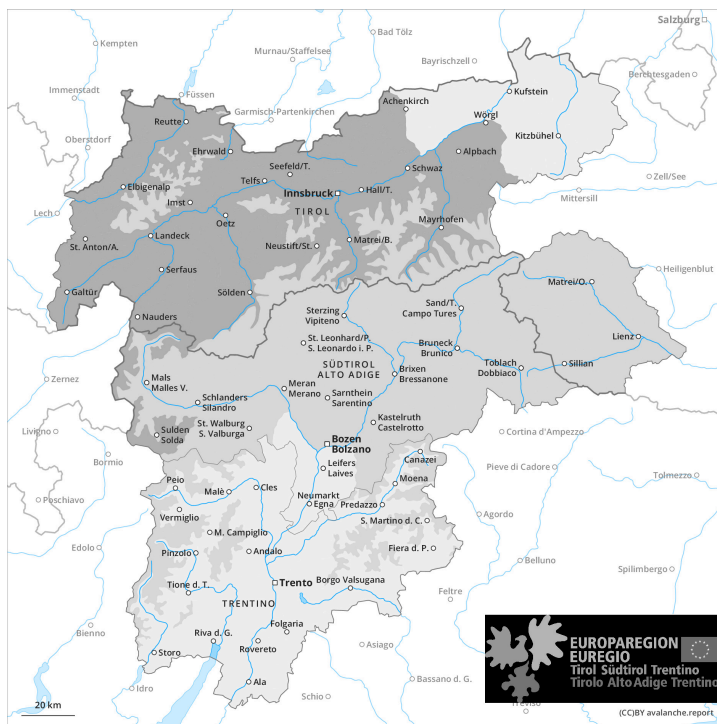 Salzburg
Kempten
Bad Tölz
Murnau/Staffelsee
Bayrischzell
Berchtesgaden
Immenstadt
Füssen
Kufstein
Achenkirch
Garmisch-Partenkirchen
Wörgl
Reutte
Kitzbühel
Oberstdorf
Ehrwald
Alpbach
Seefeld/T.
Schwaz
Zell/See
Telfs
Elbigenalp
Innsbruck
Hall/T.
Mittersill
Imst
TIROL
Lech
Oetz
Mayrhofen
Landeck
St. Anton/A.
Neustift/St.
Matrei/B.
Serfaus
Heiligenblut
Matrei/O.
Galtür
Sölden
Sand/T.
Campo Tures
Nauders
Sterzing
Vipiteno
Lienz
St. Leonhard/P.
S. Leonardo i. P.
Bruneck
Brunico
Toblach
Dobbiaco
Sillian
SÜDTIROL
ALTO ADIGE
Brixen
Bressanone
Zernez
Mals
Malles V.
Meran
Merano
Schlanders
Silandro
Sarnthein
Sarentino
St. Walburg
S. Valburga
Kastelruth
Castelrotto
Livigno
Sulden
Solda
Bozen
Bolzano
Cortina d'Ampezzo
Bormio
Canazei
Leifers
Laives
Pieve di Cadore
Tolmezzo
Peio
Moena
Poschiavo
Malè
Cles
Neumarkt
Egna
Predazzo
Vermiglio
S. Martino d. C.
Agordo
M. Campiglio
Edolo
Pinzolo
Andalo
Fiera d. P.
Belluno
Spilimbergo
Tione d. T.
Trento
Borgo Valsugana
Feltre
TRENTINO
Bienno
Folgaria
Riva d. G.
Storo
Rovereto
Asiago
Idro
Ala
Schio
Bassano d. G.
Treviso
EUROPAREGION
EUREGIO
Tirol Südtirol Trentino
Tirolo Alto Adige Trentino
20 km
(CC)BY avalanche.report